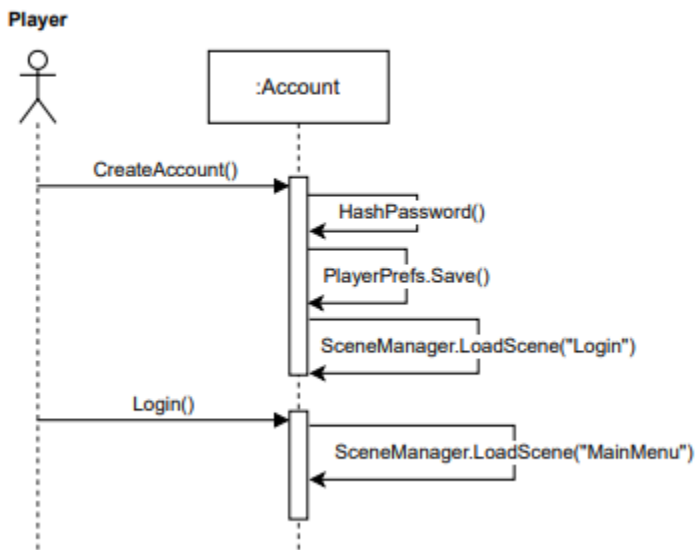 Player
:Account
CreateAccount()
HashPassword()
PlayerPrefs.Save()
SceneManager.LoadScene("Login")
Login()
SceneManager.LoadScene("MainMenu")